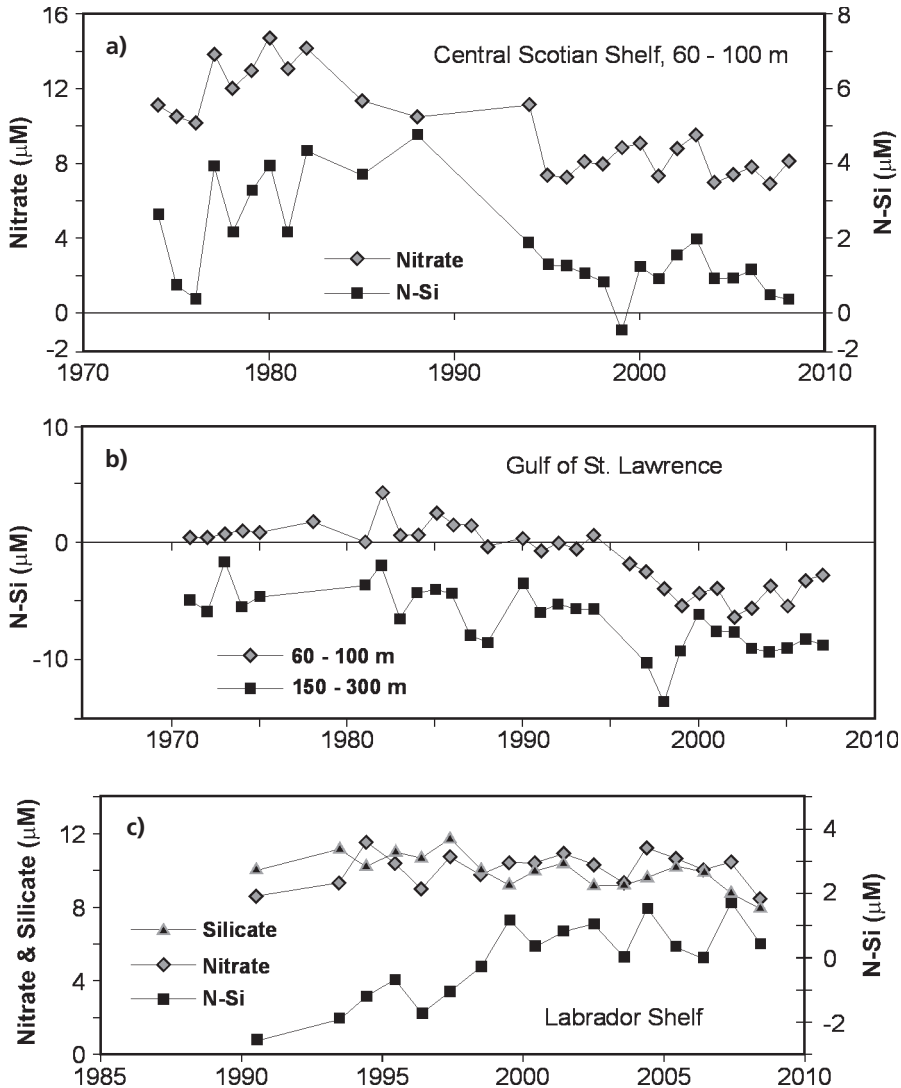 16
8
a)
Central Scotian Shelf, 60 - 100 m
12
6
8
4
4
2
0
0
-2
-2
Nitrate (μM)
N-Si (μM)
Nitrate
N-Si
1970
1980
1990
2000
2010
10
b)
Gulf of St. Lawrence
0
-10
N-Si (μM)
60 - 100 m
150 - 300 m
1970
1980
1990
2000
2010
c)
12
4
8
2
4
0
0
-2
Nitrate & Silicate (μM)
N-Si (μM)
Silicate
Nitrate
N-Si
Labrador Shelf
1985
1990
1995
2000
2005
2010